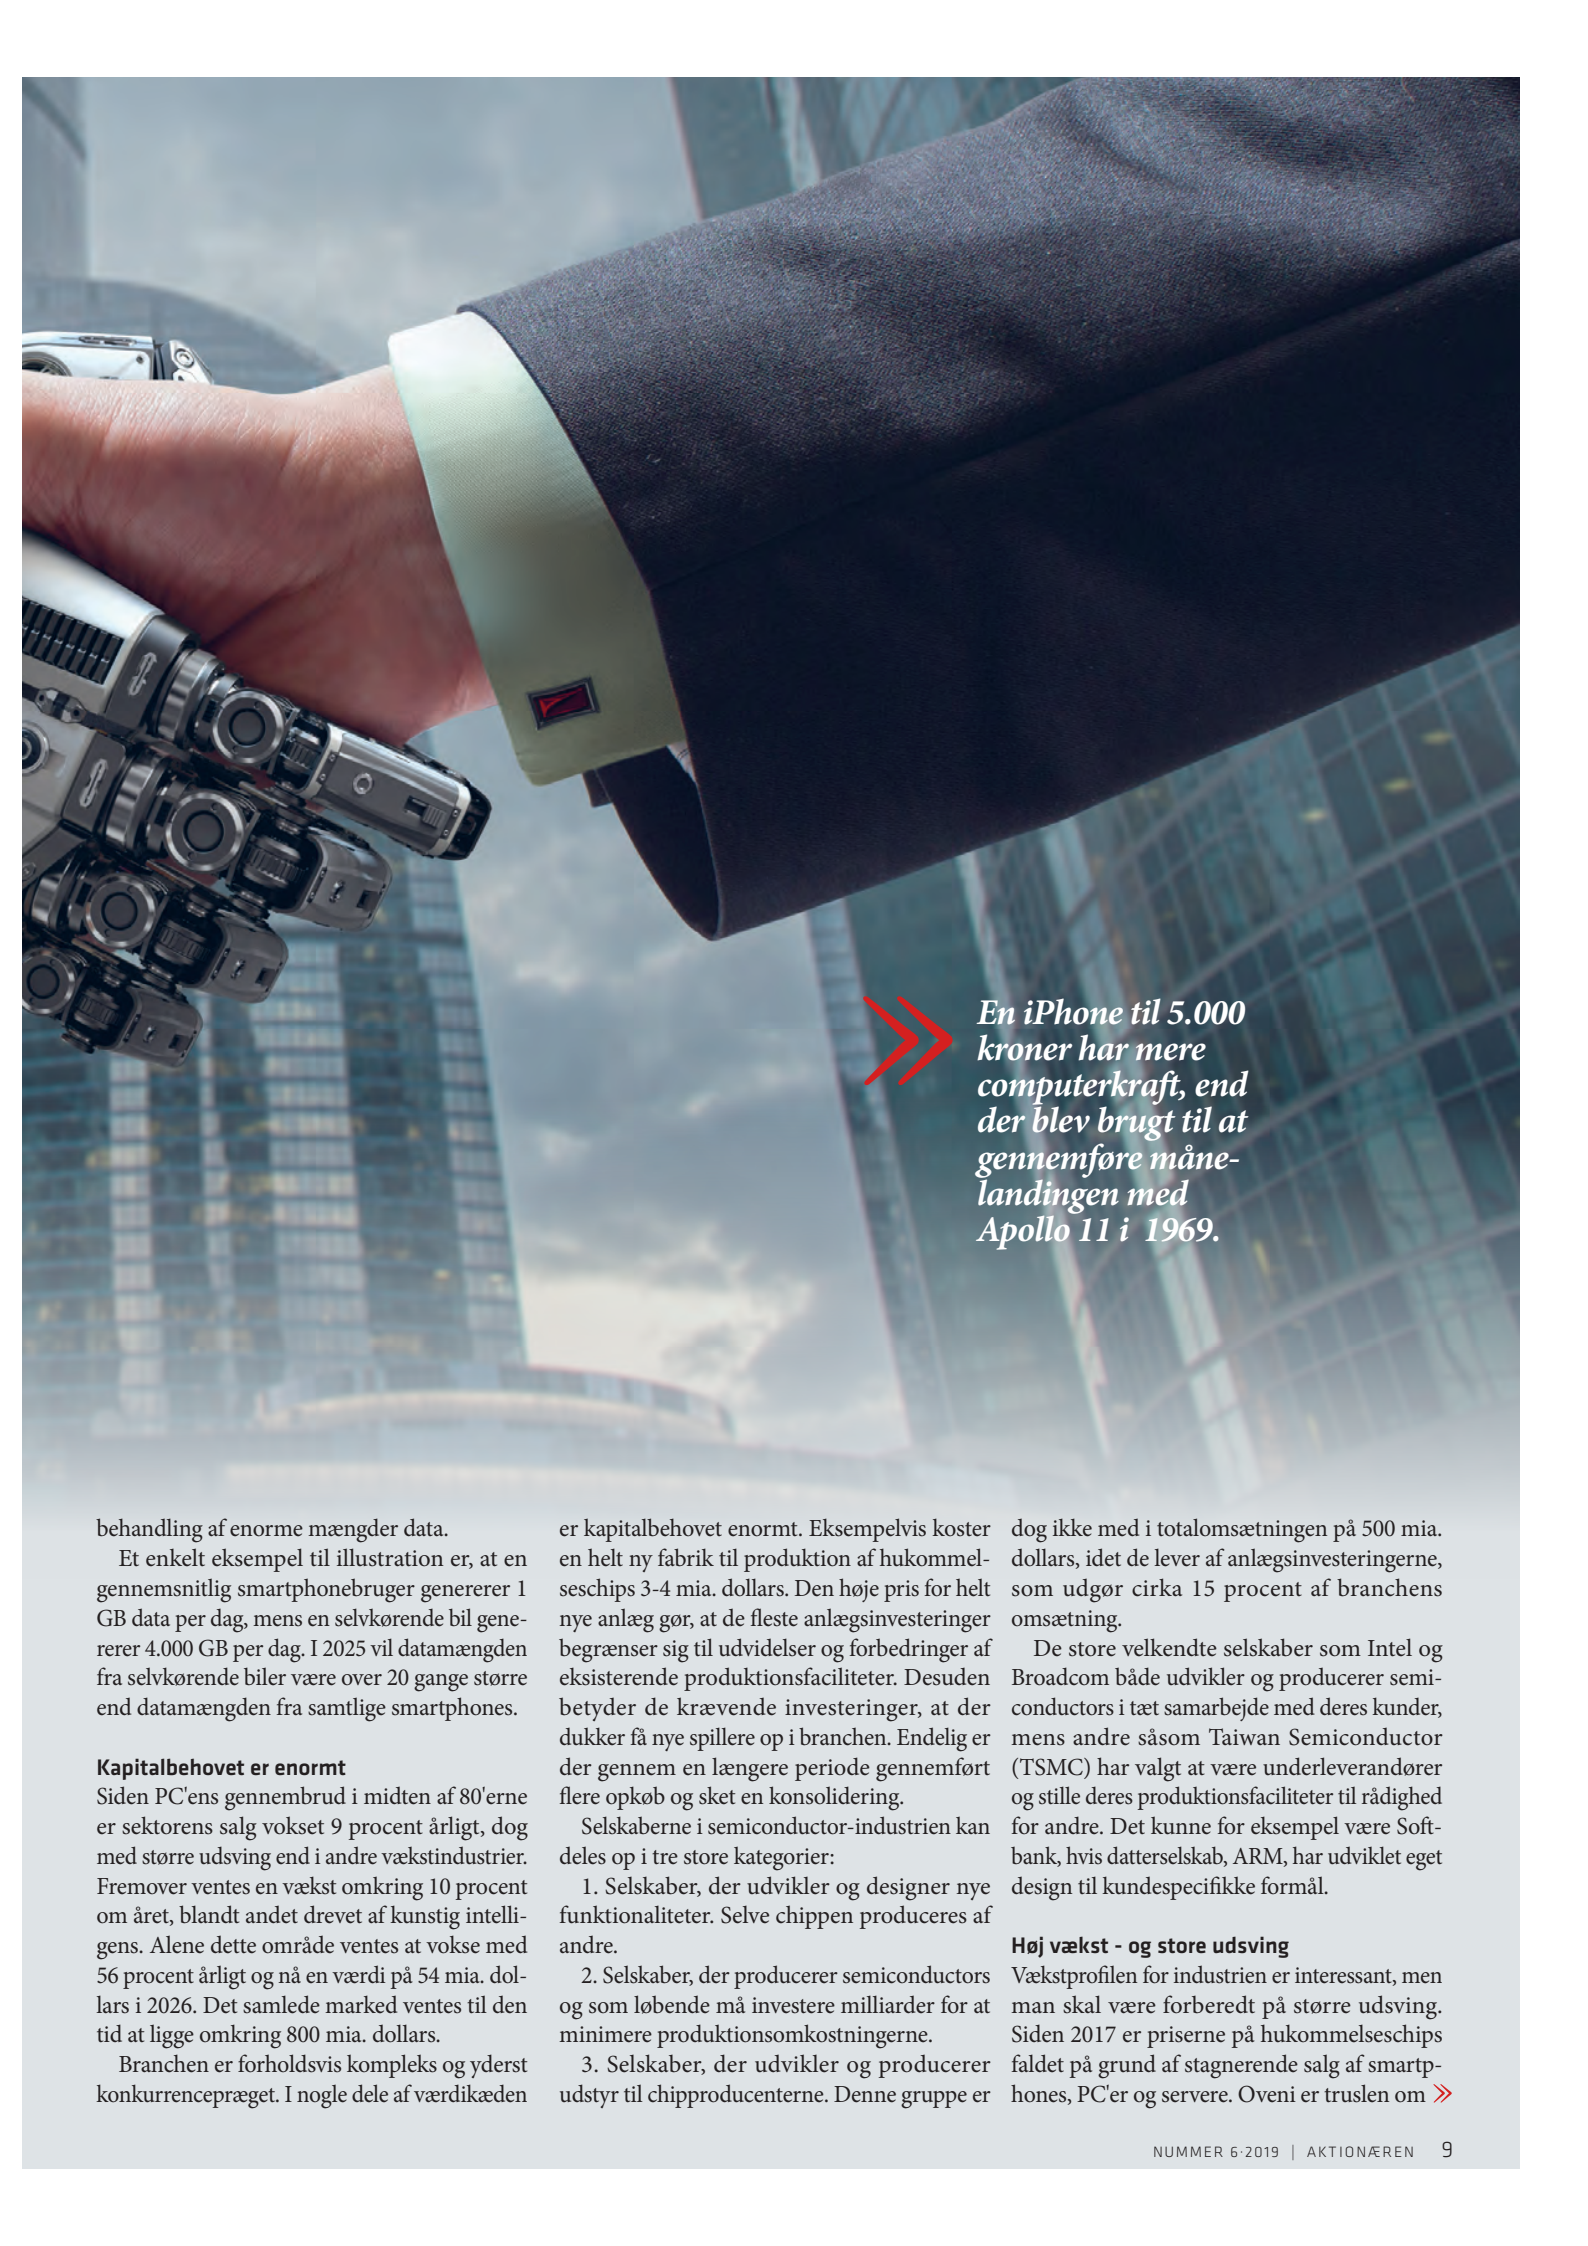 En iPhone til 5.000
kroner har mere
computerkraft, end
der blev brugt til at
gennemføre måne-
landingen med
Apollo 11 i 1969.
behandling af enorme mængder data.
Et enkelt eksempel til illustration er, at en
gennemsnitlig smartphonebruger genererer 1
GB data per dag, mens en selvkørende bil gene-
rerer 4.000 GB per dag. I 2025 vil datamængden
fra selvkørende biler være over 20 gange større
end datamængden fra samtlige smartphones.
Kapitalbehovet er enormt
Siden PC'ens gennembrud i midten af 80'erne
er sektorens salg vokset 9 procent årligt, dog
med større udsving end i andre vækstindustrier.
Fremover ventes en vækst omkring 10 procent
om året, blandt andet drevet af kunstig intelli-
gens. Alene dette område ventes at vokse med
56 procent årligt og nå en værdi på 54 mia. dol-
lars i 2026. Det samlede marked ventes til den
tid at ligge omkring 800 mia. dollars.
Branchen er forholdsvis kompleks og yderst
konkurrencepræget. I nogle dele af værdikæden
er kapitalbehovet enormt. Eksempelvis koster
en helt ny fabrik til produktion af hukommel-
seschips 3-4 mia. dollars. Den høje pris for helt
nye anlæg gør, at de fleste anlægsinvesteringer
begrænser sig til udvidelser og forbedringer af
eksisterende produktionsfaciliteter. Desuden
betyder de krævende investeringer, at der
dukker få nye spillere op i branchen. Endelig er
der gennem en længere periode gennemført
flere opkøb og sket en konsolidering.
Selskaberne i semiconductor-industrien kan
deles op i tre store kategorier:
1. Selskaber, der udvikler og designer nye
funktionaliteter. Selve chippen produceres af
andre.
2. Selskaber, der producerer semiconductors
og som løbende må investere milliarder for at
minimere produktionsomkostningerne.
3. Selskaber, der udvikler og producerer
udstyr til chipproducenterne. Denne gruppe er
dog ikke med i totalomsætningen på 500 mia.
dollars, idet de lever af anlægsinvesteringerne,
som udgør cirka 15 procent af branchens
omsætning.
De store velkendte selskaber som Intel og
Broadcom både udvikler og producerer semi-
conductors i tæt samarbejde med deres kunder,
mens andre såsom Taiwan Semiconductor
(TSMC) har valgt at være underleverandører
og stille deres produktionsfaciliteter til rådighed
for andre. Det kunne for eksempel være Soft-
bank, hvis datterselskab, ARM, har udviklet eget
design til kundespecifikke formål.
Høj vækst - og store udsving
Vækstprofilen for industrien er interessant, men
man skal være forberedt på større udsving.
Siden 2017 er priserne på hukommelseschips
faldet på grund af stagnerende salg af smartp-
hones, PC'er og servere. Oveni er truslen om
NUMMER 6·2019 | AKTIONÆREN 9